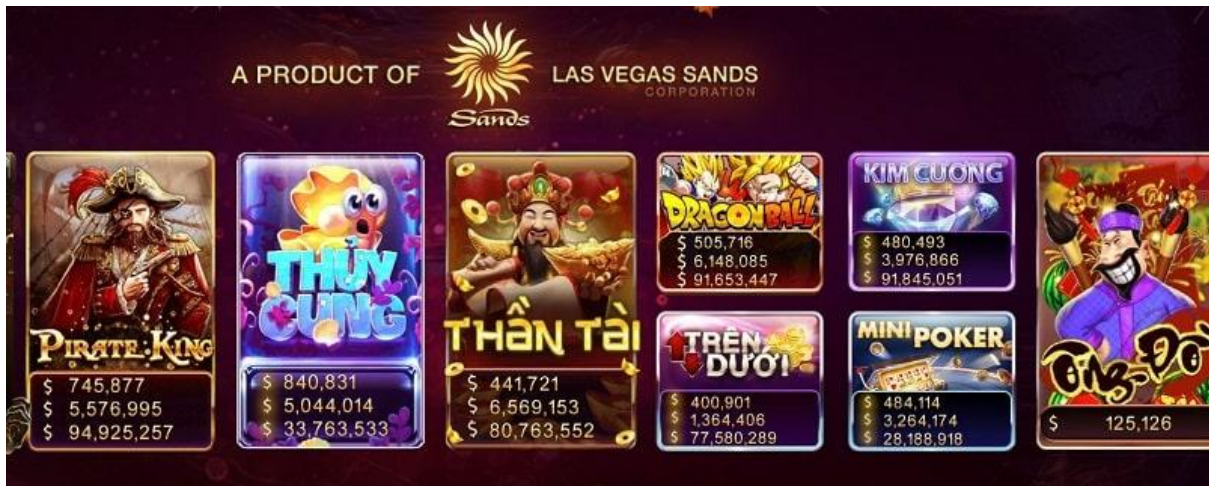 A PRODUCT OF
Sands
LAS VEGAS SANDS
CORPORATION
PIRATE KING
$ 745,877
$ 5,576,995
$ 94,925,257
THỦY
CUNG
$ 840,831
$ 5,044,014
$ 33,763,533
THẦN TÀI
$ 441,721
$ 6,569,153
$ 80,763,552
DRAGONBALL
$ 505,716
$ 6,148,085
$ 91,653,447
TRÊN
DƯỚI
$ 400,901
$ 1,364,406
$ 77,580,289
KIM CƯƠNG
$ 480,493
$ 3,976,866
$ 91,845,051
MINI POKER
$ 484,114
$ 3,264,174
$ 28,188,918
Ông Đồ
$ 125,126